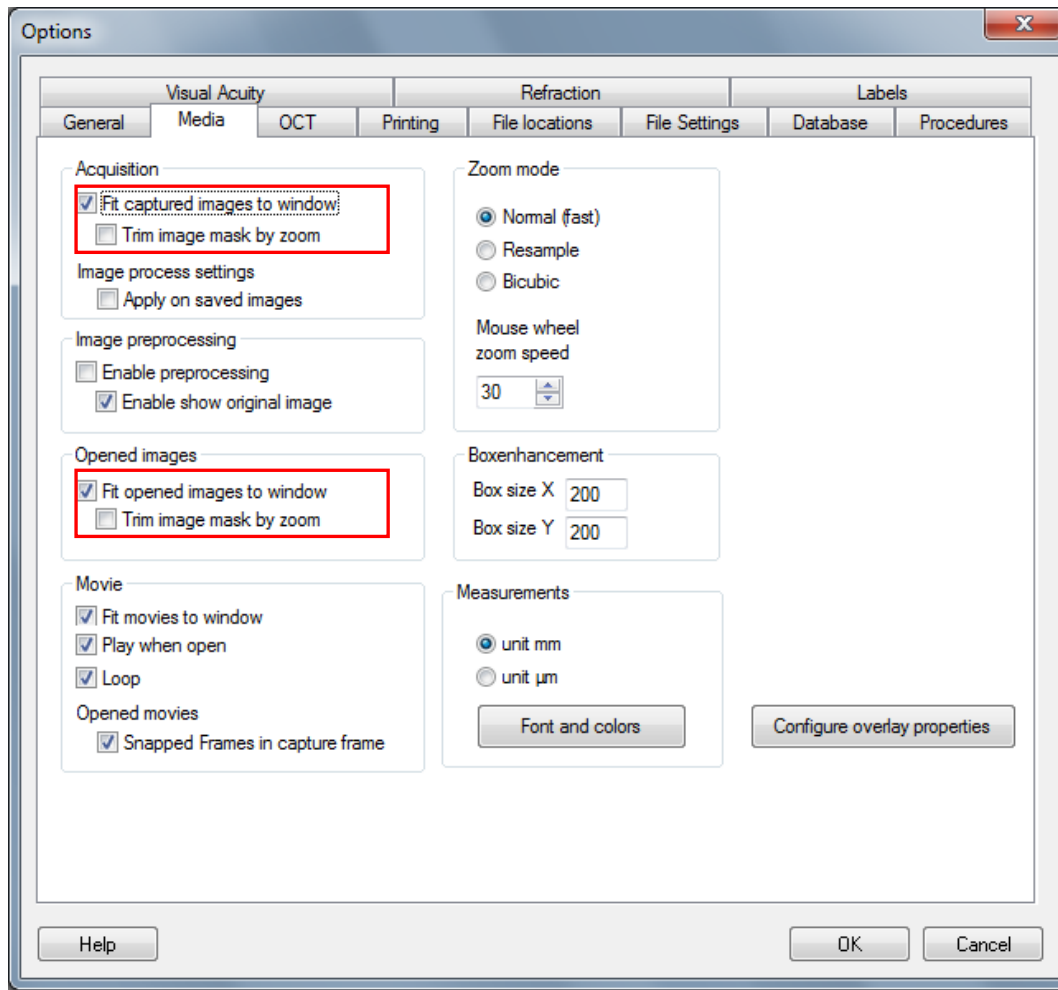 Options
Visual Acuity
Refraction
Labels
General
Media
OCT
Printing
File locations
File Settings
Database
Procedures
Acquisition
Fit captured images to window
Trim image mask by zoom
Image process settings
Apply on saved images
Image preprocessing
Enable preprocessing
Enable show original image
Opened images
Fit opened images to window
Trim image mask by zoom
Movie
Fit movies to window
Play when open
Loop
Opened movies
Snapped Frames in capture frame
Zoom mode
Normal (fast)
Resample
Bicubic
Mouse wheel
zoom speed
30
Boxenhancement
Box size X 200
Box size Y 200
Measurements
unit mm
unit µm
Font and colors
Configure overlay properties
Help
OK
Cancel